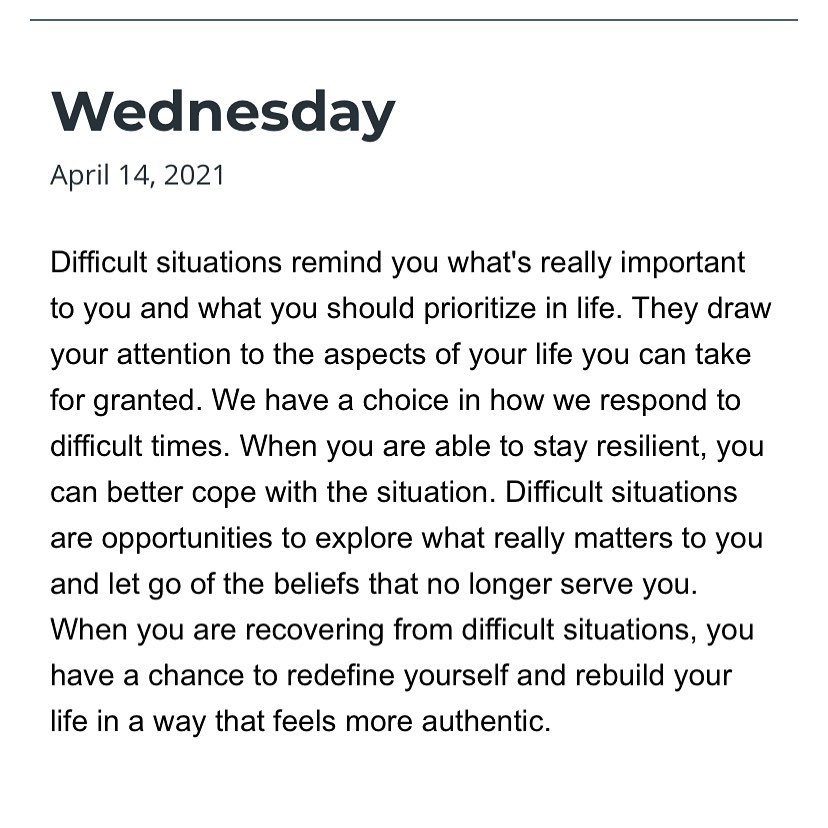 Wednesday
April 14, 2021
Difficult situations remind you what's really important
to you and what you should prioritize in life. They draw
your attention to the aspects of your life you can take
for granted. We have a choice in how we respond to
difficult times. When you are able to stay resilient, you
can better cope with the situation. Difficult situations
are opportunities to explore what really matters to you
and let go of the beliefs that no longer serve you.
When you are recovering from difficult situations, you
have a chance to redefine yourself and rebuild your
life in a way that feels more authentic.